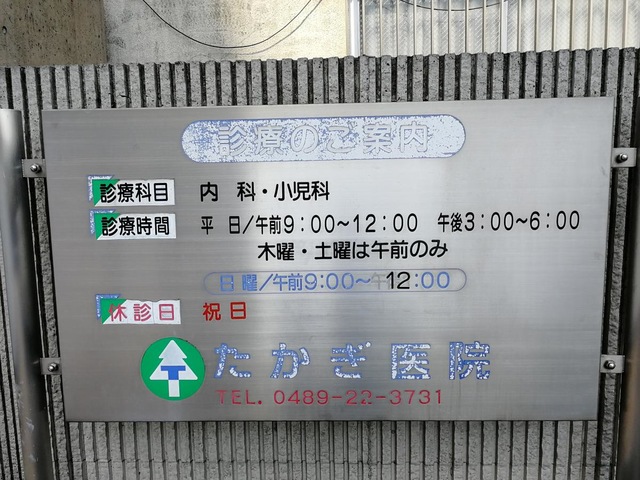 診療のご案内
診療科目 内 科・小児科
診療時間 平 日/午前9:00~12:00 午後3:00~6:00
木曜・土曜は午前のみ
日 曜/午前9:00~午12:00
休診日 祝日
T たかぎ医院
TEL. 0489-22-3731